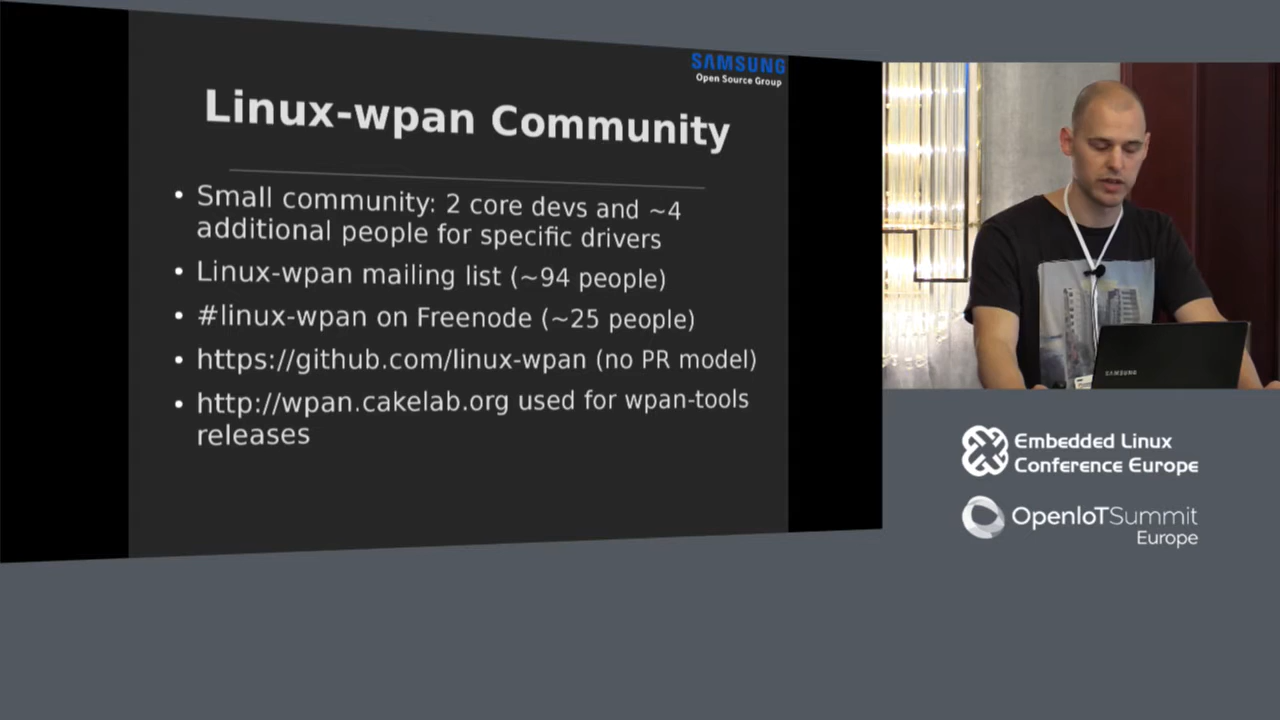 SAMSUNG
Open Source Group
Linux-wpan Community
• Small community: 2 core devs and ~4
additional people for specific drivers
• Linux-wpan mailing list (~94 people)
• #linux-wpan on Freenode (~25 people)
• https://github.com/linux-wpan (no PR model)
• http://wpan.cakelab.org used for wpan-tools
releases
SAMSUNG
Embedded Linux
Conference Europe
OpenIoTSummit
Europe